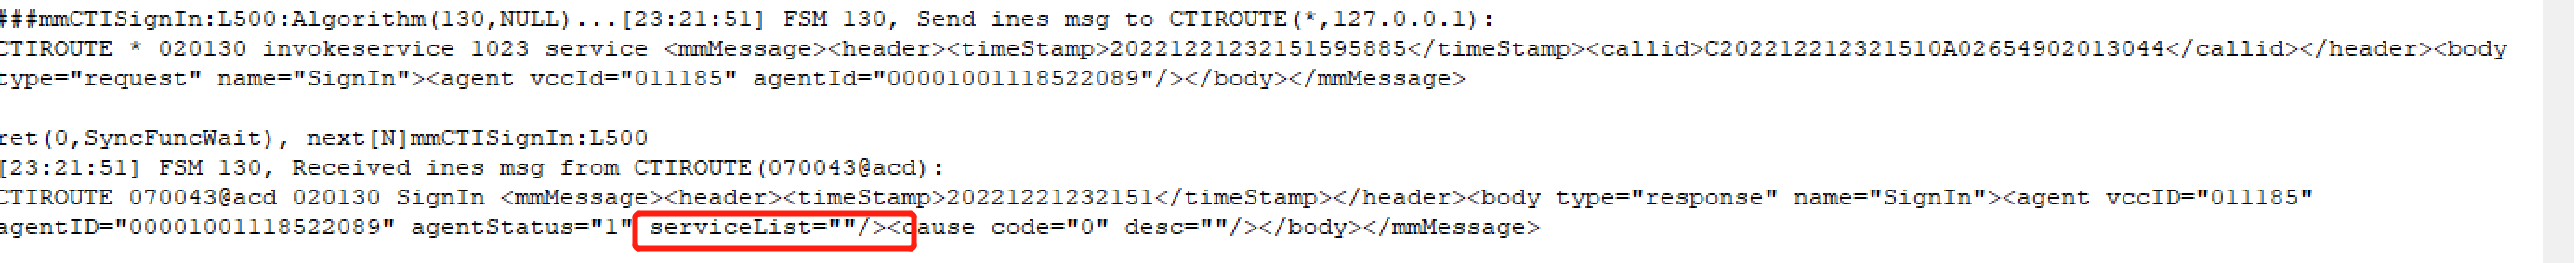 ###mmCTISignIn:L500:Algorithm(130,NULL)...[23:21:51] FSM 130, Send ines msg to CTIROUTE(*,127.0.0.1):
CTIROUTE * 020130 invokeservice 1023 service <mmMessage><header><timeStamp>20221221232151595885</timeStamp><callid>C202212212321510A02654902013044</callid></header><body
type="request" name="SignIn"><agent vccId="011185" agentId="00001001118522089"/></body></mmMessage>
ret(0,SyncFuncWait), next[N]mmCTISignIn:L500
[23:21:51] FSM 130, Received ines msg from CTIROUTE(070043@acd):
CTIROUTE 070043@acd 020130 SignIn <mmMessage><header><timeStamp>20221221232151</timeStamp></header><body type="response" name="SignIn"><agent vccID="011185"
agentID="00001001118522089" agentStatus="1" serviceList=""/><cause code="0" desc=""/></body></mmMessage>